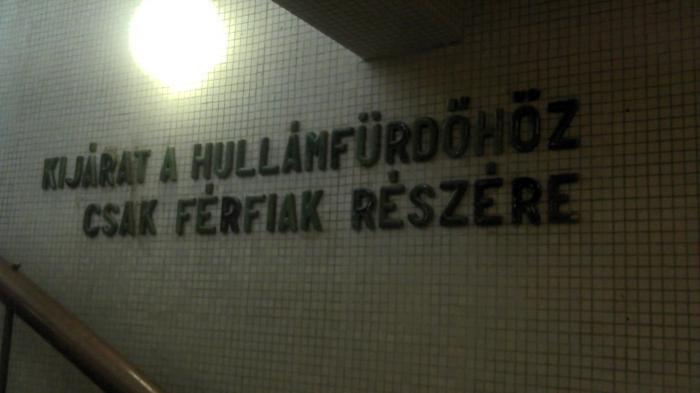 KIJÁRAT A HULLÁMFÜRDŐHÖZ
CSAK FÉRFIAK RÉSZÉRE